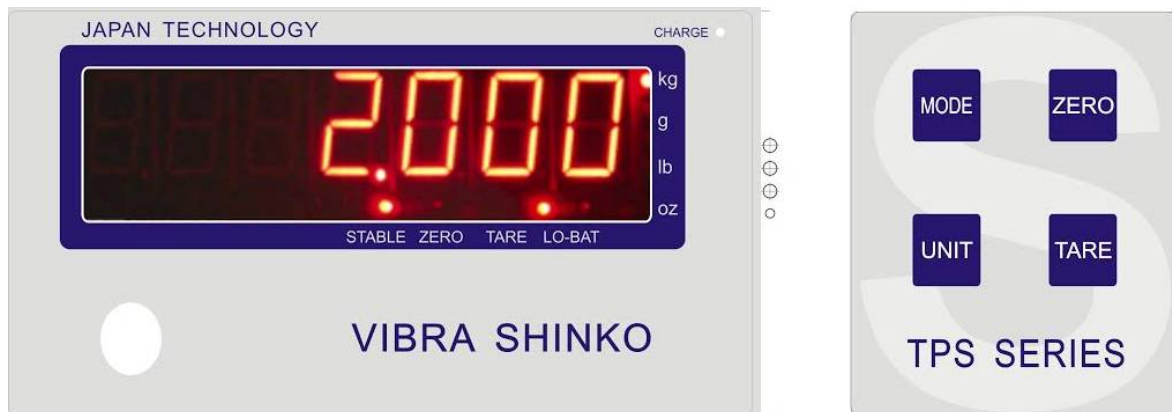 JAPAN TECHNOLOGY
CHARGE
2.000
kg
g
lb
oz
STABLE ZERO TARE LO-BAT
VIBRA SHINKO
MODE ZERO
UNIT TARE
TPS SERIES